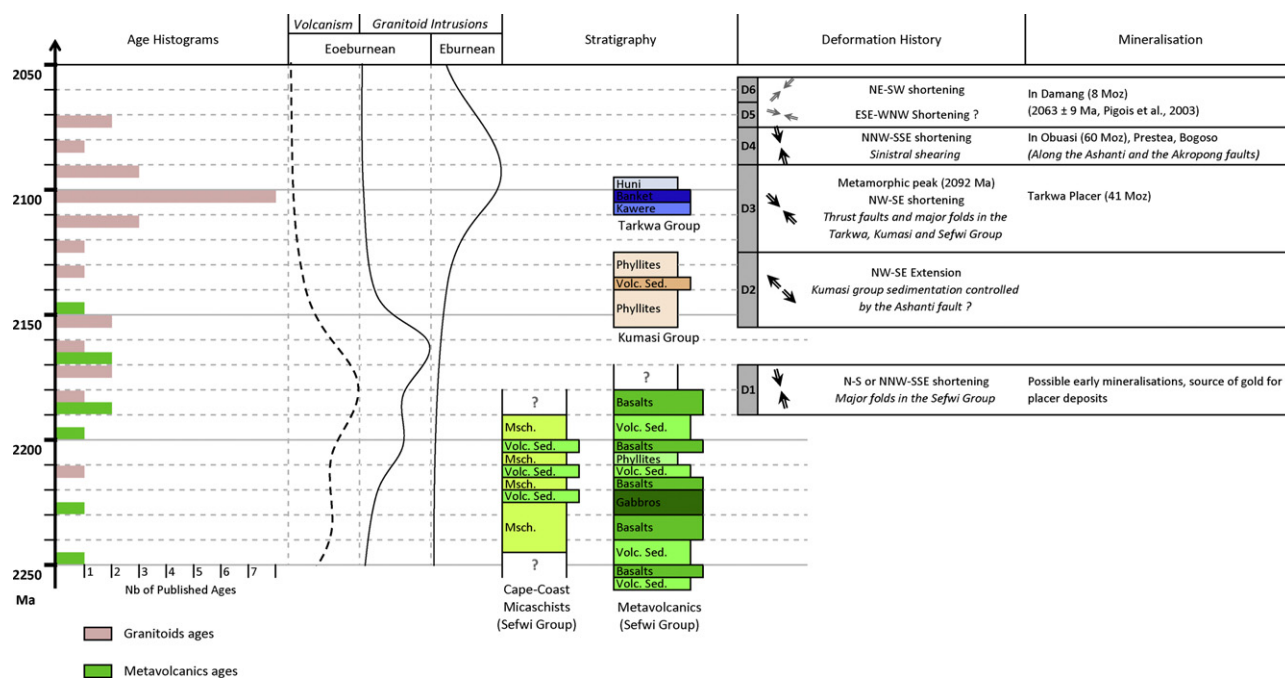 Age Histograms
Volcanism
Granitoid Intrusions
Eoeburnean
Eburnean
Stratigraphy
Deformation History
Mineralisation
2050
2100
2150
2200
2250
Ma
1 2 3 4 5 6 7
Nb of Published Ages
Granitoids ages
Metavolcanics ages
Huni
Banket
Kawere
Tarkwa Group
Phyllites
Volc. Sed.
Phyllites
Kumasi Group
?
Msch.
Volc. Sed.
Msch.
Volc. Sed.
Msch.
Volc. Sed.
Msch.
?
Cape-Coast
Micaschists
(Sefwi Group)
?
Basalts
Volc. Sed.
Basalts
Phyllites
Volc. Sed.
Basalts
Gabbros
Basalts
Volc. Sed.
Basalts
Volc. Sed.
Metavolcanics
(Sefwi Group)
D6
NE-SW shortening
D5
ESE-WNW Shortening ?
In Damang (8 Moz)
(2063 ± 9 Ma, Pigois et al., 2003)
D4
NNW-SSE shortening
Sinistral shearing
In Obuasi (60 Moz), Prestea, Bogoso
(Along the Ashanti and the Akropong faults)
D3
Metamorphic peak (2092 Ma)
NW-SE shortening
Thrust faults and major folds in the
Tarkwa, Kumasi and Sefwi Group
Tarkwa Placer (41 Moz)
D2
NW-SE Extension
Kumasi group sedimentation controlled
by the Ashanti fault ?
D1
N-S or NNW-SSE shortening
Major folds in the Sefwi Group
Possible early mineralisations, source of gold for
placer deposits